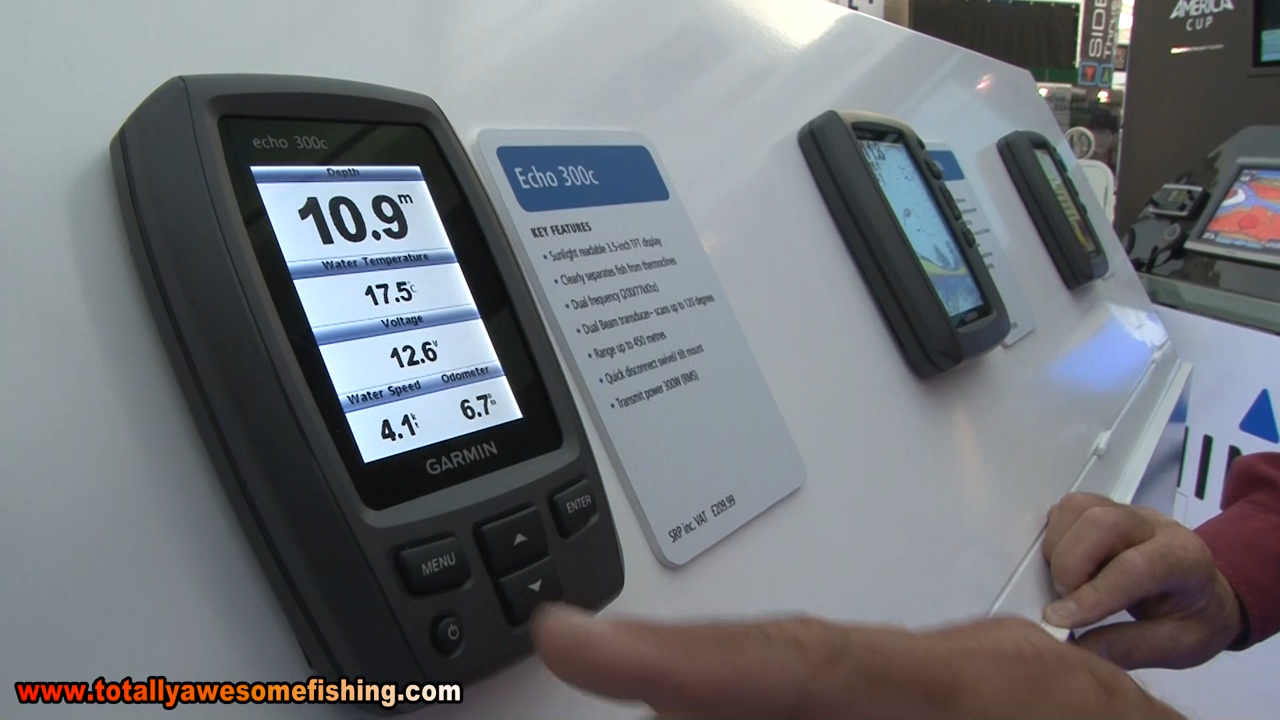 echo 300c
Depth
10.9 m
Water Temperature
17.5°c
Voltage
12.6 v
Water Speed Odometer
4.1 6.7
GARMIN
MENU
ENTER
Echo 300c
KEY FEATURES
• Sunlight readable 3.5-inch TFT display
• Clearly separates fish from thermoclines
• Dual frequency (200/77kHz)
• Dual Beam transducer– scans up to 120 degrees
• Range up to 450 metres
• Quick disconnect swivel/ tilt mount
• Transmit power 300W (RMS)
SRP inc. VAT £209.99
AMERICA
CUP
SIDE
www.totallyawesomefishing.com